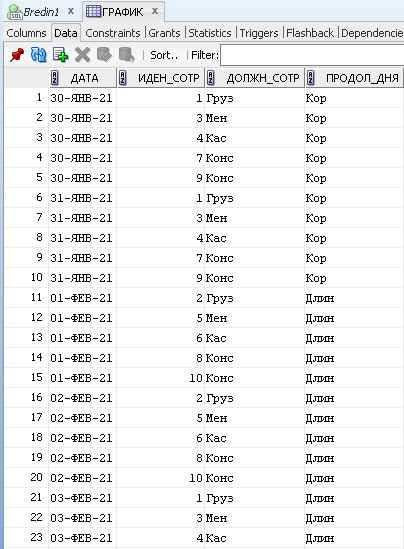 Bredin1 x ГРАФИК x
Columns Data Constraints Grants Statistics Triggers Flashback Dependencie
Sort.. Filter:
ДАТА ИДЕН_СОТР ДОЛЖН_СОТР ПРОДОЛ_ДНЯ
1 30-ЯНВ-21 1 Груз Кор
2 30-ЯНВ-21 3 Мен Кор
3 30-ЯНВ-21 4 Кас Кор
4 30-ЯНВ-21 7 Конс Кор
5 30-ЯНВ-21 9 Конс Кор
6 31-ЯНВ-21 1 Груз Кор
7 31-ЯНВ-21 3 Мен Кор
8 31-ЯНВ-21 4 Кас Кор
9 31-ЯНВ-21 7 Конс Кор
10 31-ЯНВ-21 9 Конс Кор
11 01-ФЕВ-21 2 Груз Длин
12 01-ФЕВ-21 5 Мен Длин
13 01-ФЕВ-21 6 Кас Длин
14 01-ФЕВ-21 8 Конс Длин
15 01-ФЕВ-21 10 Конс Длин
16 02-ФЕВ-21 2 Груз Длин
17 02-ФЕВ-21 5 Мен Длин
18 02-ФЕВ-21 6 Кас Длин
19 02-ФЕВ-21 8 Конс Длин
20 02-ФЕВ-21 10 Конс Длин
21 03-ФЕВ-21 1 Груз Длин
22 03-ФЕВ-21 3 Мен Длин
23 03-ФЕВ-21 4 Кас Длин